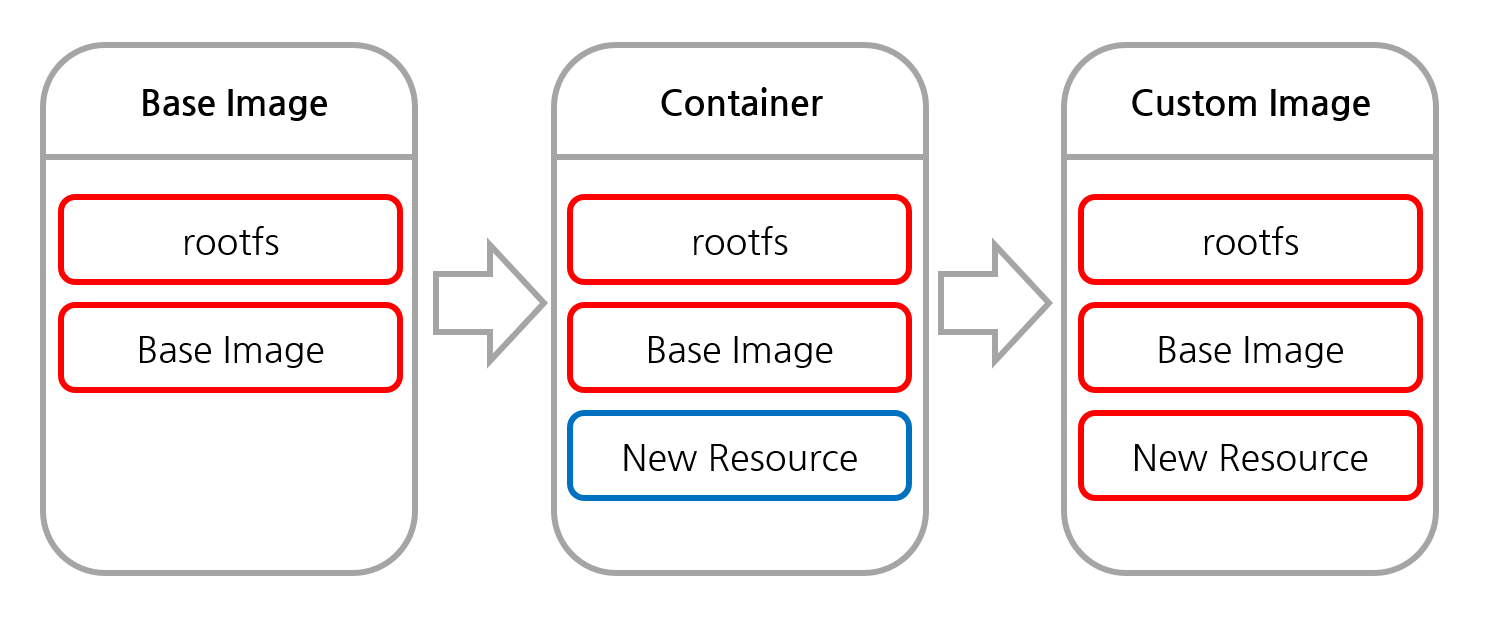 Base Image
rootfs
Base Image
Container
rootfs
Base Image
New Resource
Custom Image
rootfs
Base Image
New Resource